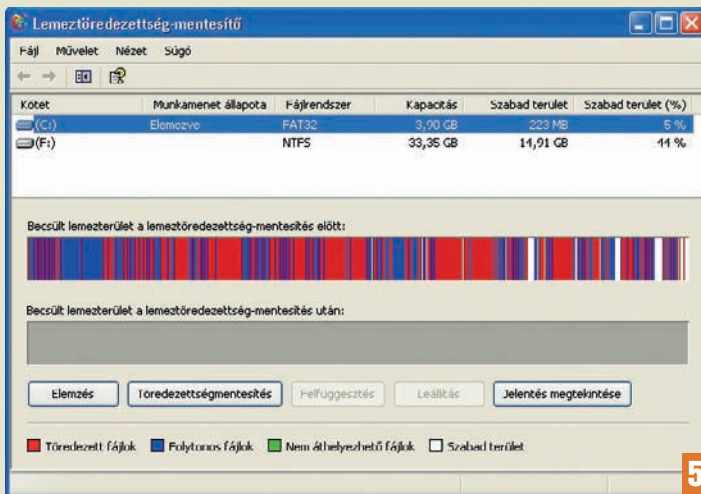 Lemeztöredezettség-mentesítő
Fájl Művelet Nézet Súgó
Kötet Munkamenet állapota Fájlrendszer Kapacitás Szabad terület Szabad terület (%)
(C:) Elemezve FAT32 3,90 GB 223 MB 5 %
(F:) NTFS 33,35 GB 14,91 GB 44 %
Becsült lemezterület a lemeztöredezettség-mentesítés előtt:
Becsült lemezterület a lemeztöredezettség-mentesítés után:
Elemzés Töredezettségmentesítés Felfüggesztés Leállítás Jelentés megtekintése
Töredezett fájlok Folytonos fájlok Nem áthelyezhető fájlok Szabad terület
5